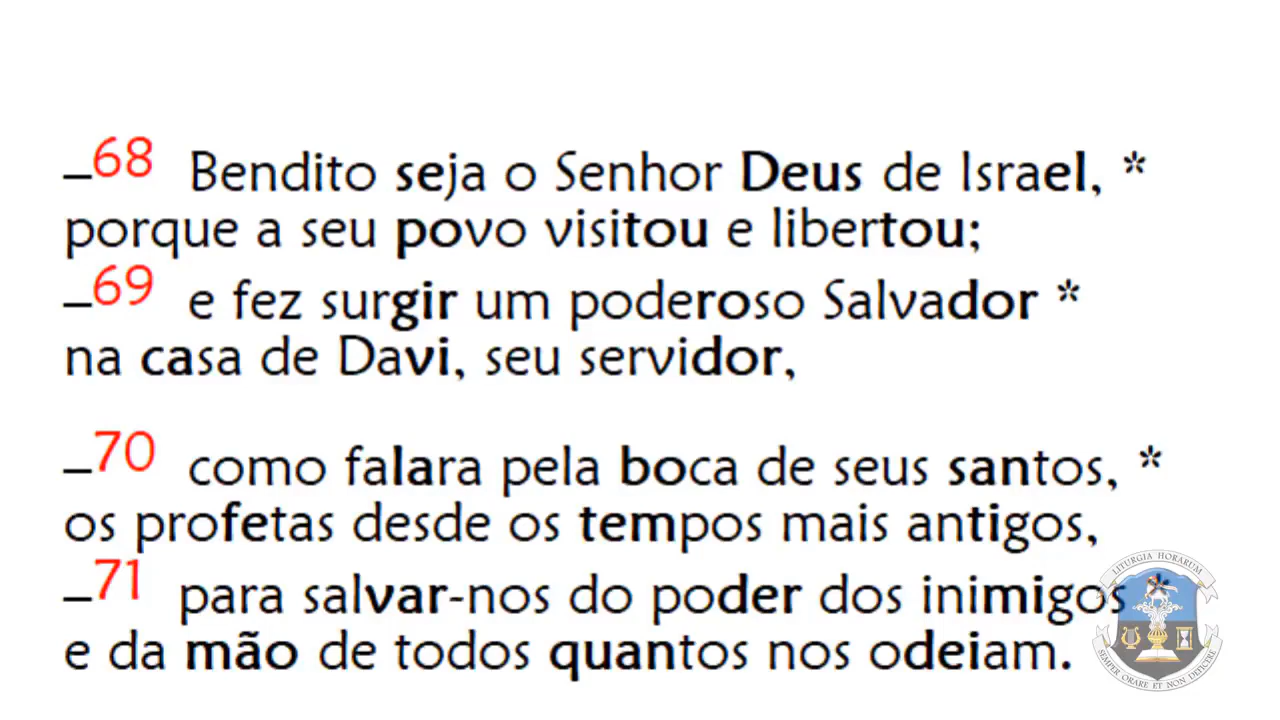 –68 Bendito seja o Senhor Deus de Israel, *
porque a seu povo visitou e libertou;
–69 e fez surgir um poderoso Salvador *
na casa de Davi, seu servidor,
–70 como falara pela boca de seus santos, *
os profetas desde os tempos mais antigos,
–71 para salvar-nos do poder dos inimigos *
e da mão de todos quantos nos odeiam.
LITURGIA HORARUM
SEMPER ORARE ET NON DEFICERE